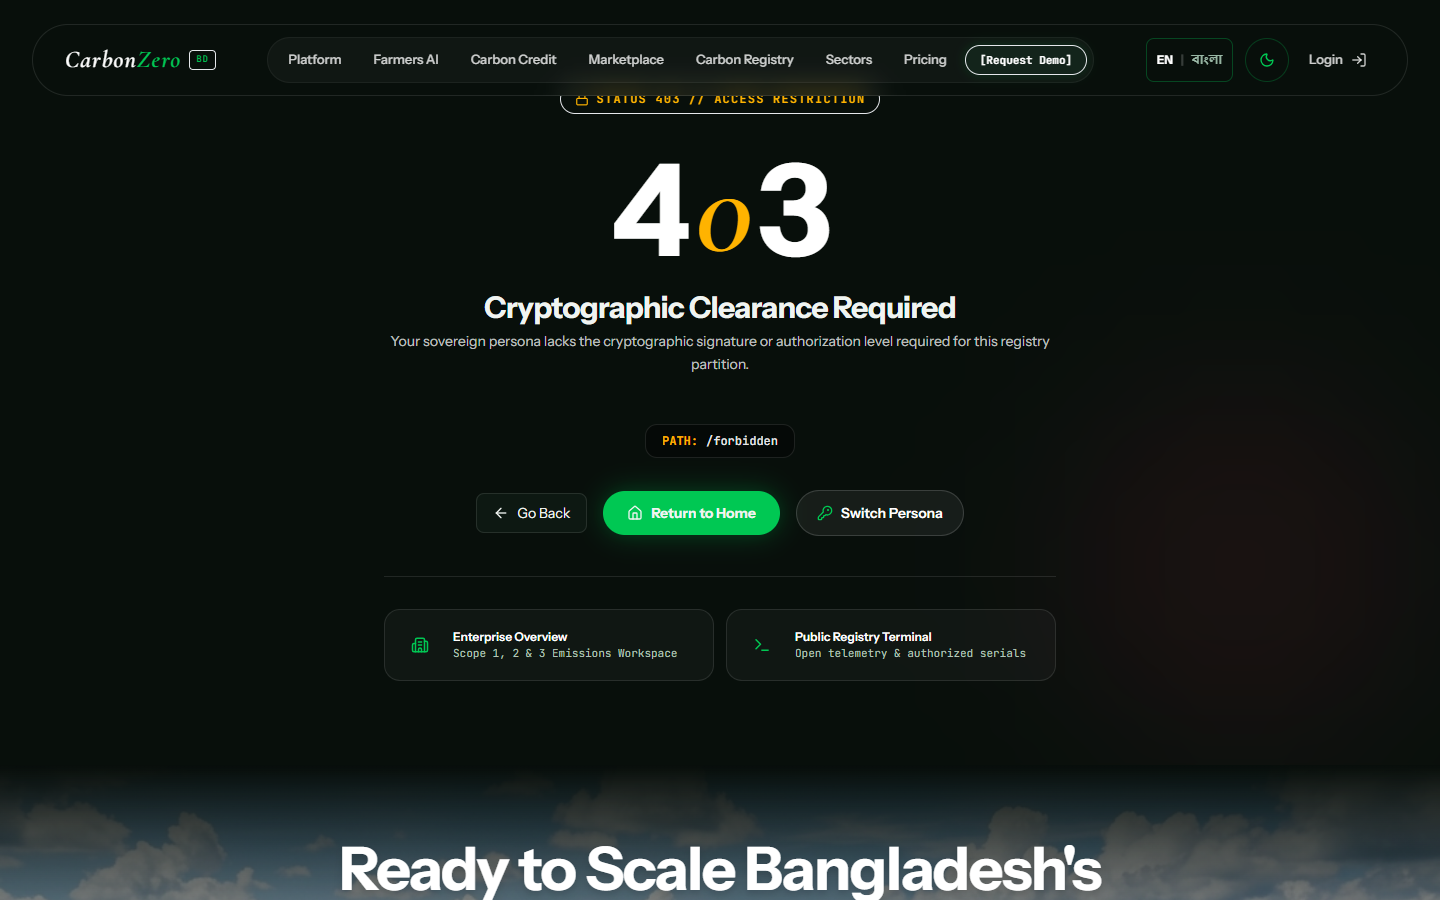 CarbonZero BD
Platform Farmers AI Carbon Credit Marketplace Carbon Registry Sectors Pricing [Request Demo]
EN | বাংলা
Login
STATUS 403 // ACCESS RESTRICTION
403
Cryptographic Clearance Required
Your sovereign persona lacks the cryptographic signature or authorization level required for this registry
partition.
PATH: /forbidden
Go Back
Return to Home
Switch Persona
Enterprise Overview
Scope 1, 2 & 3 Emissions Workspace
Public Registry Terminal
Open telemetry & authorized serials
Ready to Scale Bangladesh's